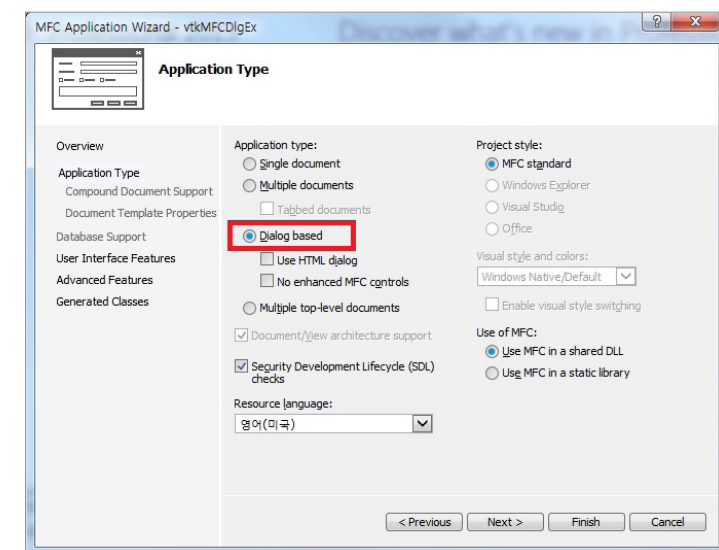 MFC Application Wizard - vtkMFCDlgEx
Discover what's new in
Application Type
Overview
Application Type
Compound Document Support
Document Template Properties
Database Support
User Interface Features
Advanced Features
Generated Classes
Application type:
Single document
Multiple documents
Tabbed documents
Dialog based
Use HTML dialog
No enhanced MFC controls
Multiple top-level documents
Document/View architecture support
Security Development Lifecycle (SDL)
checks
Resource language:
영어(미국)
Project style:
MFC standard
Windows Explorer
Visual Studio
Office
Visual style and colors:
Windows Native/Default
Enable visual style switching
Use of MFC:
Use MFC in a shared DLL
Use MFC in a static library
< Previous
Next >
Finish
Cancel